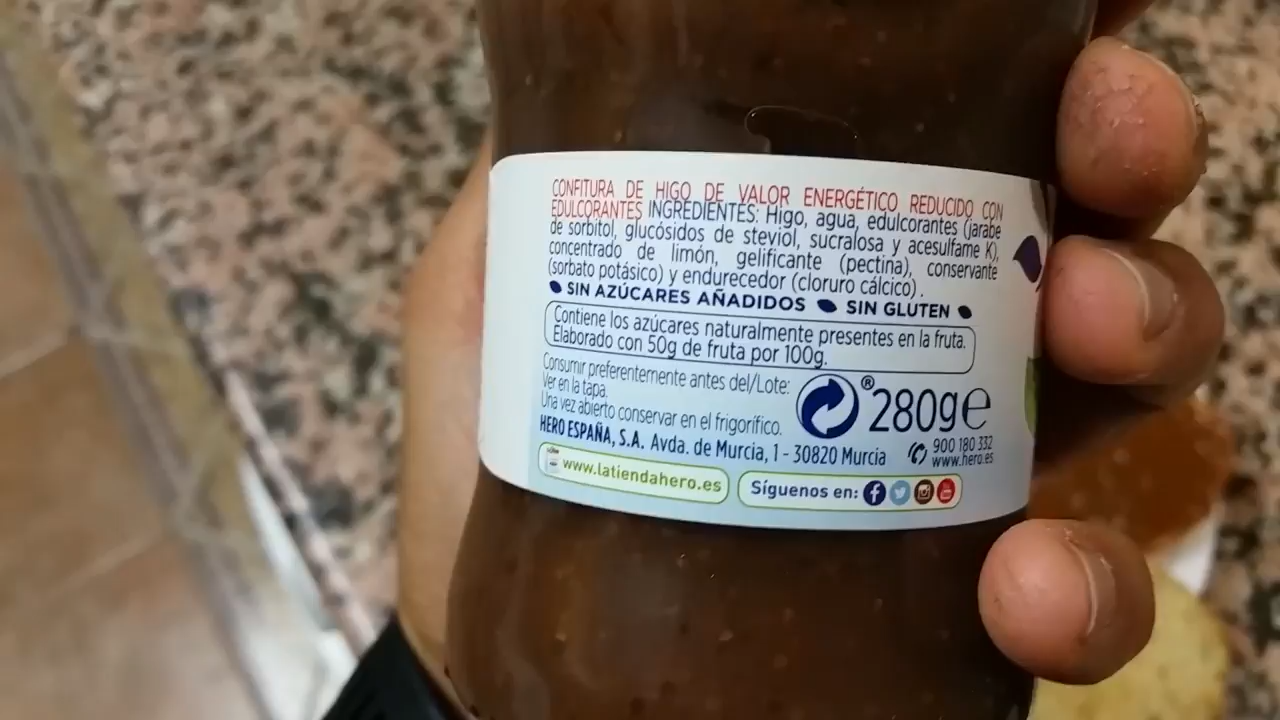 CONFITURA DE HIGO DE VALOR ENERGÉTICO REDUCIDO CON
EDULCORANTES INGREDIENTES: Higo, agua, edulcorantes (jarabe
de sorbitol, glucósidos de steviol, sucralosa y acesulfame K),
concentrado de limón, gelificante (pectina), conservante
(sorbato potásico) y endurecedor (cloruro cálcico).
SIN AZÚCARES AÑADIDOS SIN GLUTEN
Contiene los azúcares naturalmente presentes en la fruta.
Elaborado con 50g de fruta por 100g.
Consumir preferentemente antes del/Lote:
Ver en la tapa.
Una vez abierto conservar en el frigorífico.
® 280g e
HERO ESPAÑA, S.A. Avda. de Murcia, 1 - 30820 Murcia
900 180 332
www.hero.es
www.latiendahero.es
Síguenos en: